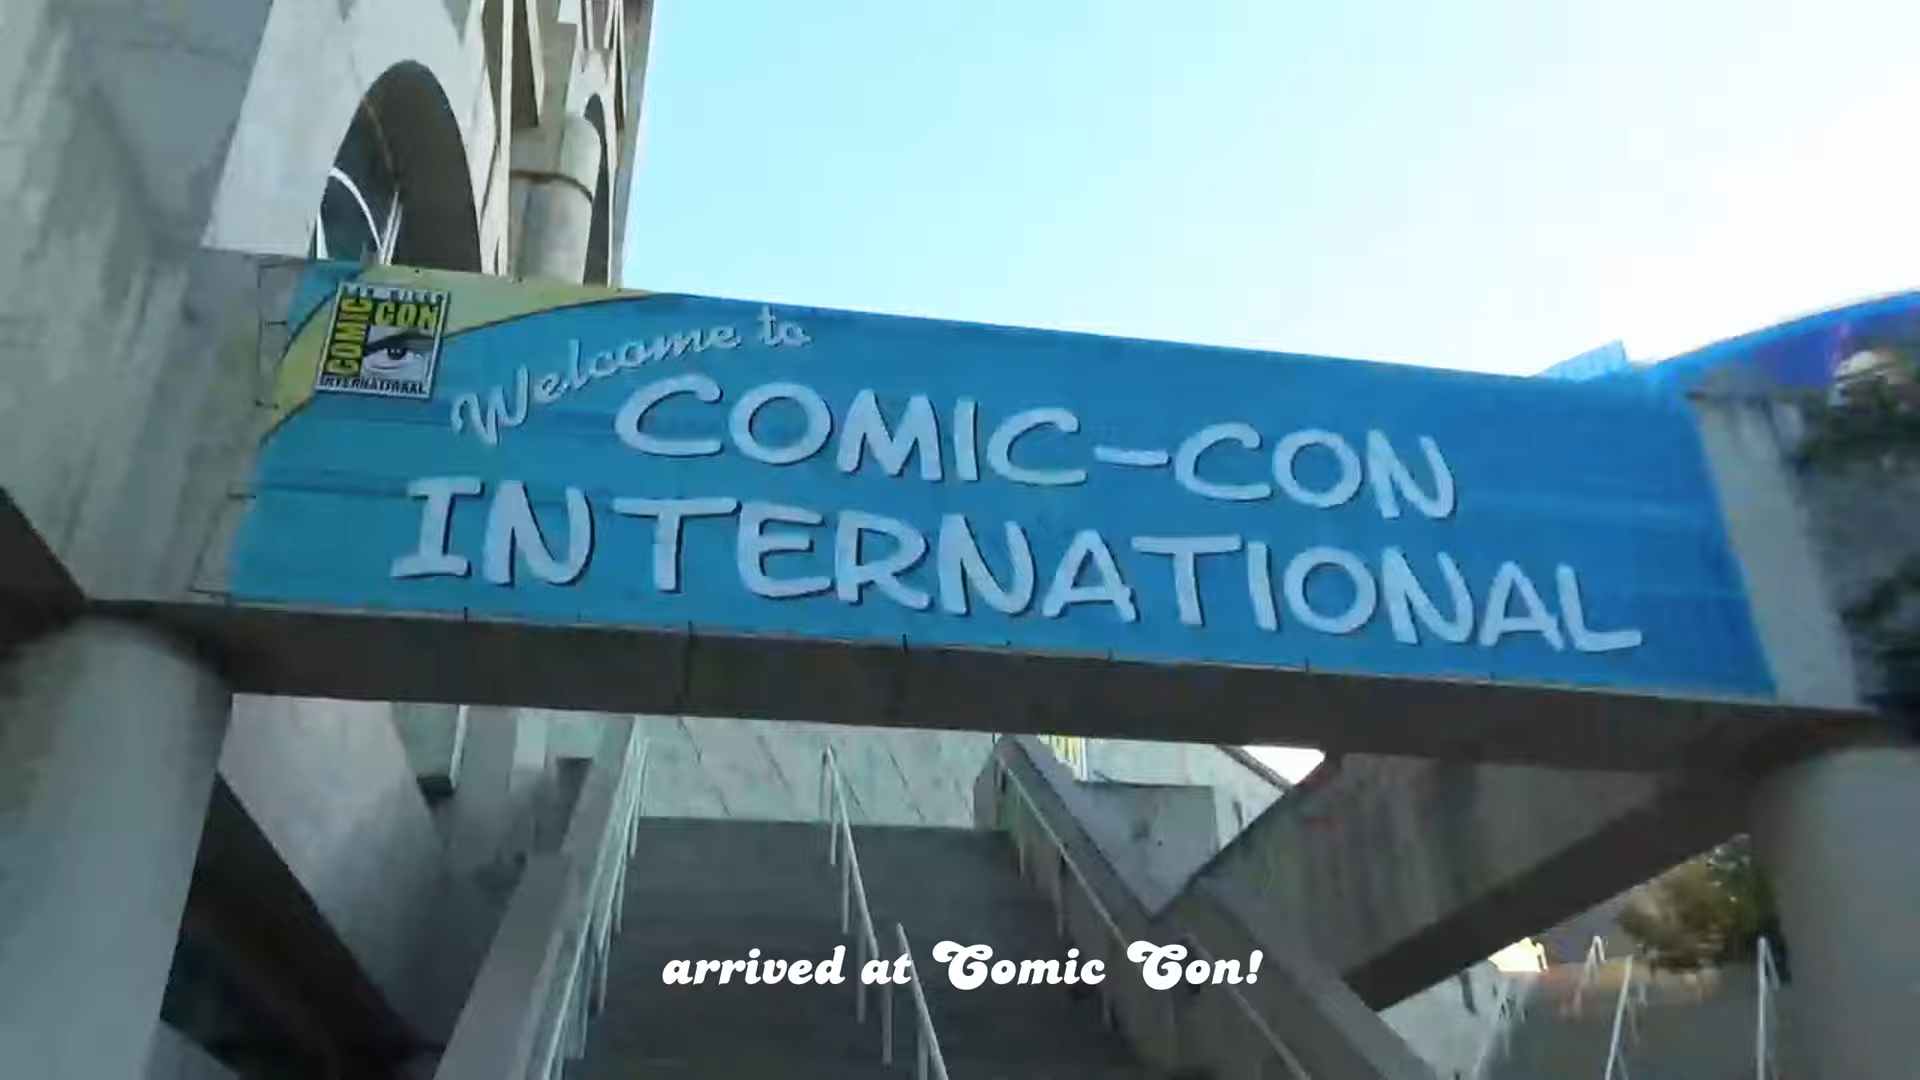 COMIC CON
INTERNATIONAL
Welcome to
COMIC-CON
INTERNATIONAL
arrived at Comic Con!